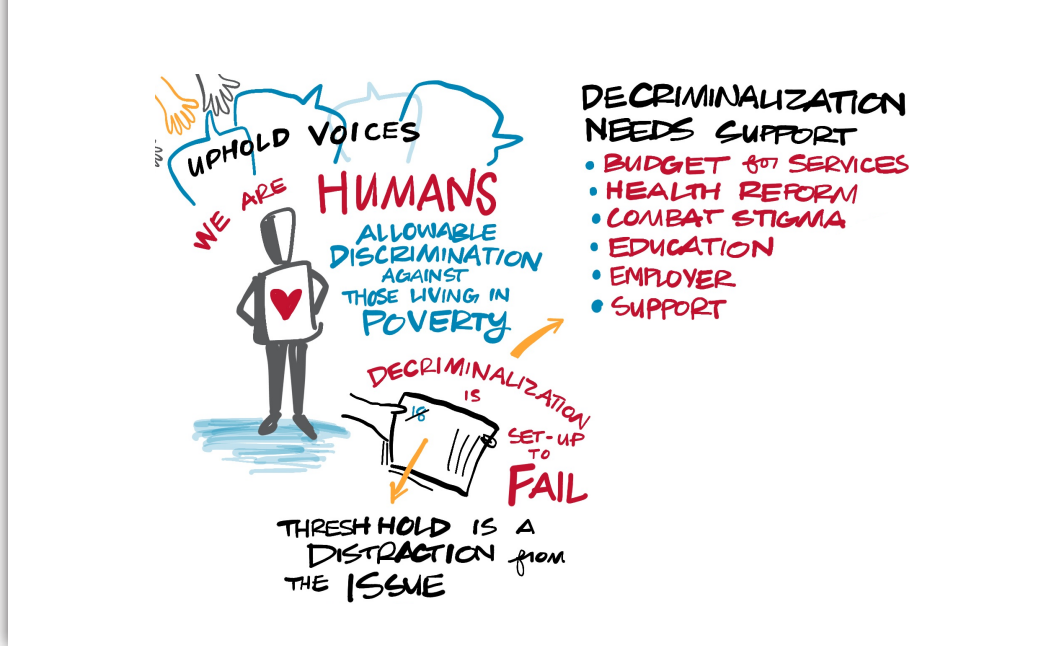 UPHOLD VOICES
WE ARE HUMANS
ALLOWABLE
DISCRIMINATION
AGAINST
THOSE LIVING IN
POVERTY
DECRIMINALIZATION
IS
SET-UP
TO
FAIL
THRESHHOLD IS A
DISTRACTION from
THE ISSUE
DECRIMINALIZATION
NEEDS SUPPORT
• BUDGET for SERVICES
• HEALTH REFORM
• COMBAT STIGMA
• EDUCATION
• EMPLOYER
• SUPPORT